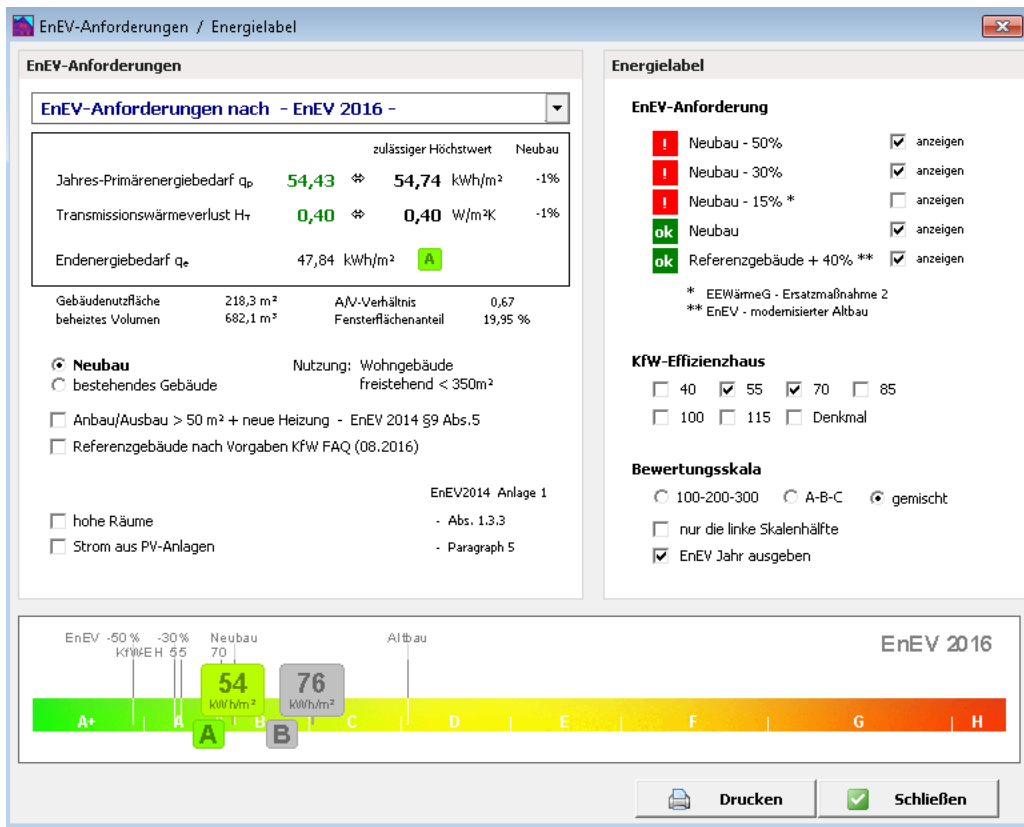 EnEV-Anforderungen / Energielabel
EnEV-Anforderungen
EnEV-Anforderungen nach - EnEV 2016 -
zulässiger Höchstwert Neubau
Jahres-Primärenergiebedarf qp 54,43 ⇔ 54,74 kWh/m² -1%
Transmissionswärmeverlust HT 0,40 ⇔ 0,40 W/m²K -1%
Endenergiebedarf qe 47,84 kWh/m² A
Gebäudenutzfläche 218,3 m² A/V-Verhältnis 0,67
beheiztes Volumen 682,1 m³ Fensterflächenanteil 19,95 %
Neubau Nutzung: Wohngebäude
bestehendes Gebäude freistehend < 350m²
Anbau/Ausbau > 50 m² + neue Heizung - EnEV 2014 §9 Abs.5
Referenzgebäude nach Vorgaben KfW FAQ (08.2016)
EnEV2014 Anlage 1
hohe Räume - Abs. 1.3.3
Strom aus PV-Anlagen - Paragraph 5
Energielabel
EnEV-Anforderung
! Neubau - 50% anzeigen
! Neubau - 30% anzeigen
! Neubau - 15% * anzeigen
ok Neubau anzeigen
ok Referenzgebäude + 40% ** anzeigen
* EEWärmeG - Ersatzmaßnahme 2
** EnEV - modernisierter Altbau
KfW-Effizienzhaus
40 55 70 85
100 115 Denkmal
Bewertungsskala
100-200-300 A-B-C gemischt
nur die linke Skalenhälfte
EnEV Jahr ausgeben
EnEV -50% -30% Neubau Altbau EnEV 2016
KfW-EH 55 70
54 76
kWh/m² kWh/m²
A+ A B C D E F G H
A B
Drucken Schließen